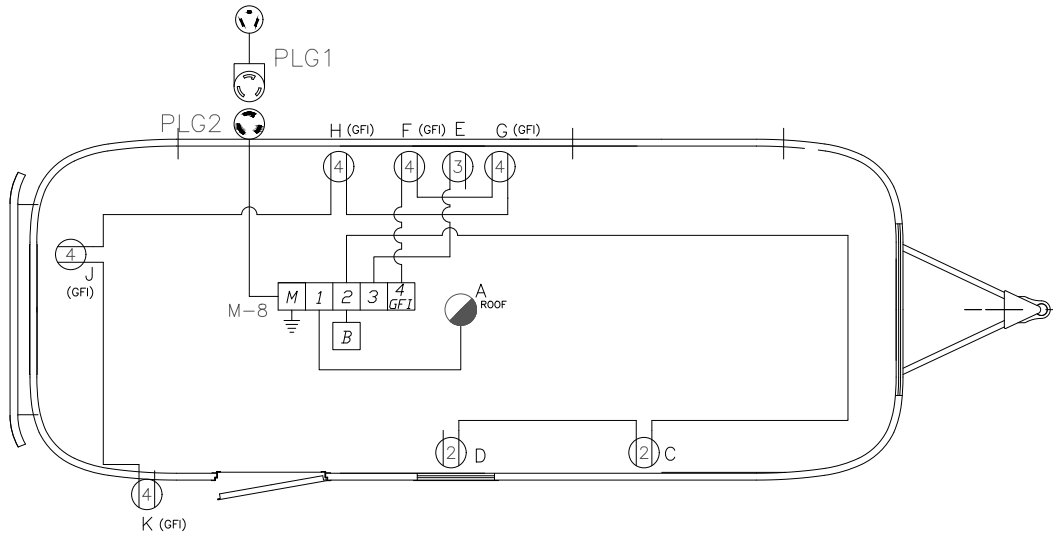 PLG1
PLG2
H (GFI) F (GFI) E G (GFI)
4 4 3 4
4
J
(GFI)
M 1 2 3 4
GFI
M-8
B
A
ROOF
2 D 2 C
4
K (GFI)